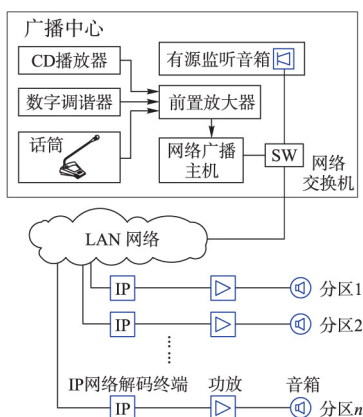 广播中心
CD播放器
有源监听音箱
数字调谐器
前置放大器
话筒
网络广播
主机
SW
网络
交换机
LAN 网络
IP
分区1
IP
分区2
IP网络解码终端
功放
音箱
IP
分区n